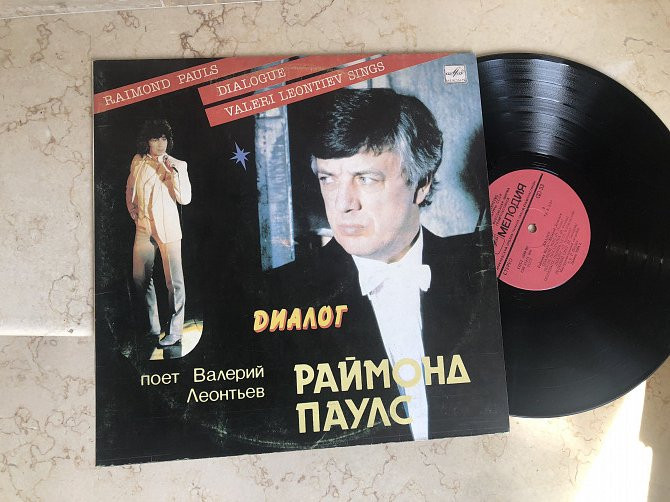 RAIMOND PAULS
DIALOGUE
VALERI LEONTIEV SINGS
ДИАЛОГ
поет Валерий
Леонтьев
РАЙМОНД
ПАУЛС
МЕЛОДИЯ